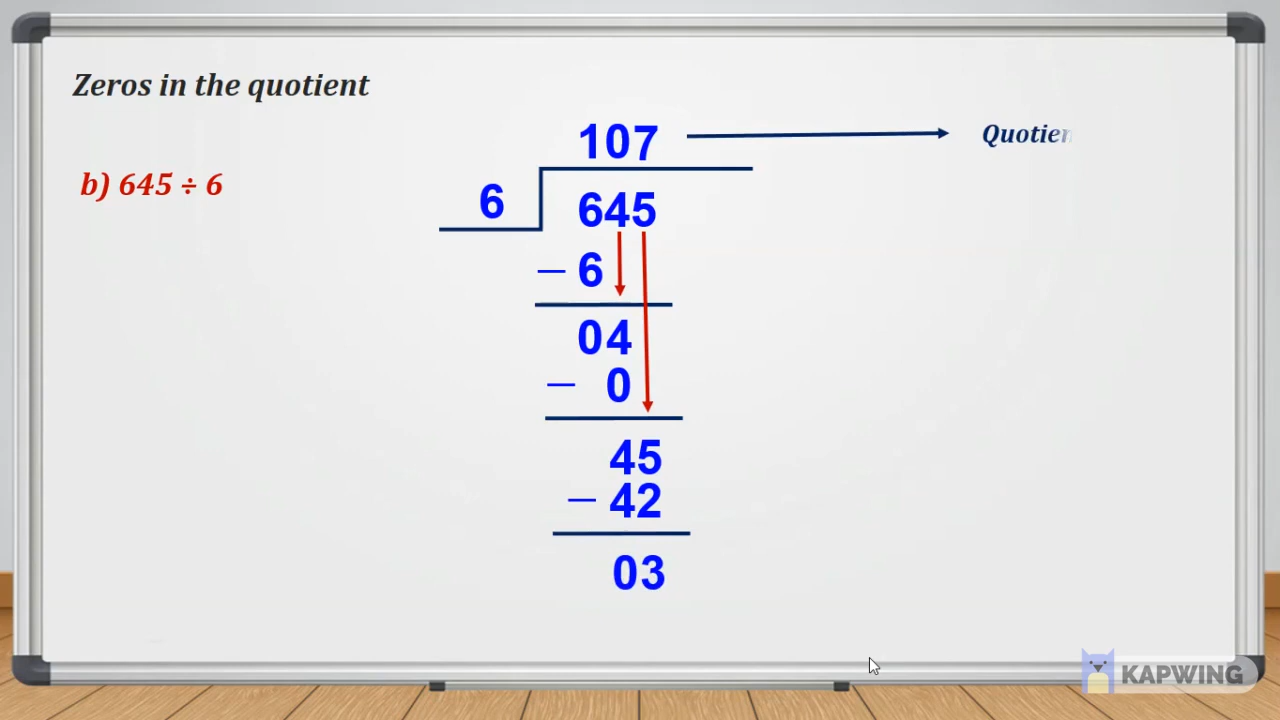 Zeros in the quotient
b) 645 ÷ 6
107
6 645
– 6
04
– 0
45
– 42
03
KAPWING